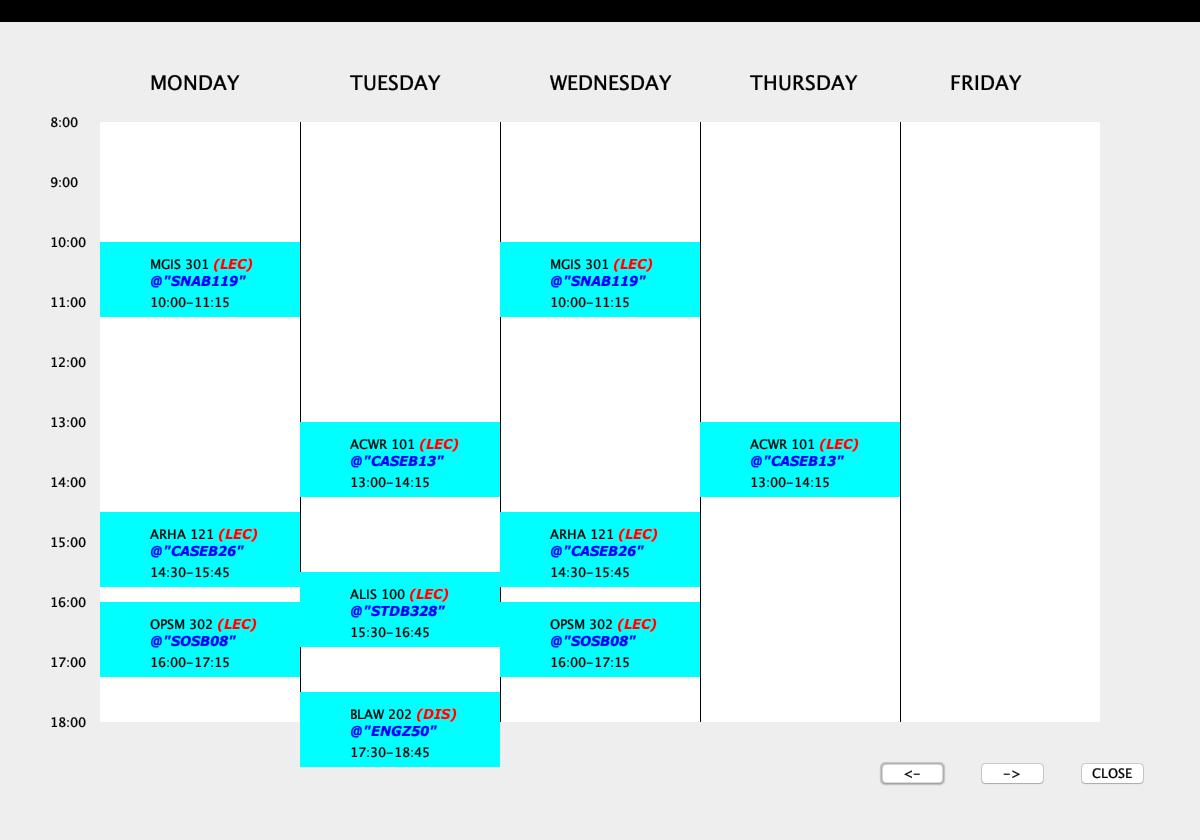 MONDAY TUESDAY WEDNESDAY THURSDAY FRIDAY
8:00
9:00
10:00
11:00
12:00
13:00
14:00
15:00
16:00
17:00
18:00
MGIS 301 (LEC)
@"SNAB119"
10:00-11:15
ARHA 121 (LEC)
@"CASEB26"
14:30-15:45
OPSM 302 (LEC)
@"SOSB08"
16:00-17:15
ACWR 101 (LEC)
@"CASEB13"
13:00-14:15
ALIS 100 (LEC)
@"STDB328"
15:30-16:45
BLAW 202 (DIS)
@"ENGZ50"
17:30-18:45
MGIS 301 (LEC)
@"SNAB119"
10:00-11:15
ARHA 121 (LEC)
@"CASEB26"
14:30-15:45
OPSM 302 (LEC)
@"SOSB08"
16:00-17:15
ACWR 101 (LEC)
@"CASEB13"
13:00-14:15
<- -> CLOSE